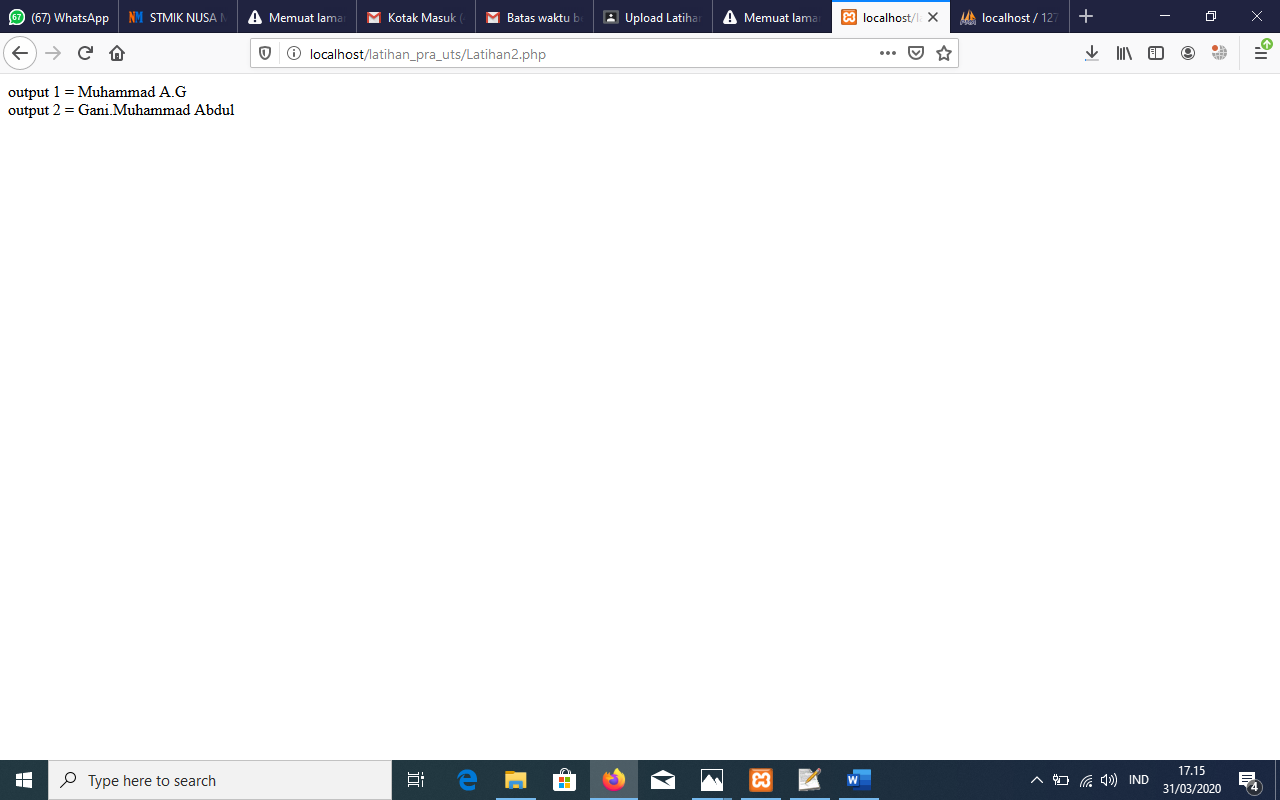 (67) WhatsApp
STMIK NUSA M
Memuat lama
Kotak Masuk (
Batas waktu b
Upload Latihar
Memuat lama
localhost/l
localhost / 127
localhost/latihan_pra_uts/Latihan2.php
output 1 = Muhammad A.G
output 2 = Gani.Muhammad Abdul
Type here to search
IND
17.15
31/03/2020
4